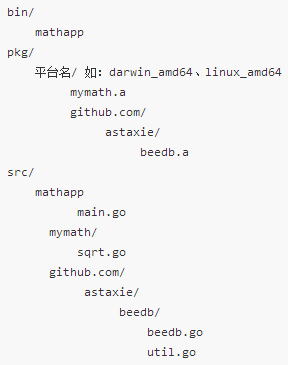 bin/
mathapp
pkg/
平台名/ 如：darwin_amd64、linux_amd64
mymath.a
github.com/
astaxie/
beedb.a
src/
mathapp
main.go
mymath/
sqrt.go
github.com/
astaxie/
beedb/
beedb.go
util.go